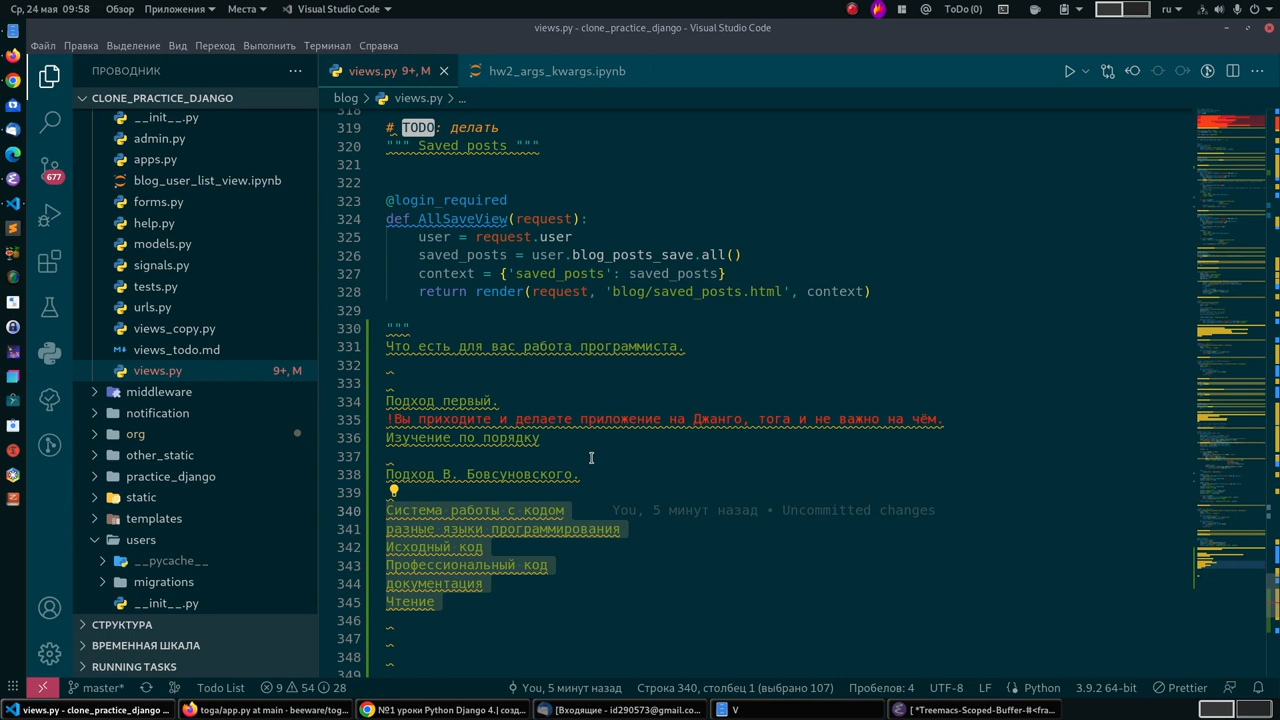 Ср, 24 мая 09:58 Обзор Приложения Места Visual Studio Code ToDo(0) ru
views.py - clone_practice_django - Visual Studio Code
Файл Правка Выделение Вид Переход Выполнить Терминал Справка
ПРОВОДНИК
views.py 9+, M
hw2_args_kwargs.ipynb
CLONE_PRACTICE_DJANGO
blog > views.py > ...
__init__.py
admin.py
apps.py
blog_user_list_view.ipynb
forms.py
help.py
models.py
signals.py
tests.py
urls.py
views_copy.py
views_todo.md
views.py 9+, M
middleware
notification
org
other_static
practice_django
static
templates
users
__pycache__
migrations
__init__.py
СТРУКТУРА
ВРЕМЕННАЯ ШКАЛА
RUNNING TASKS
677
318
319 # TODO: делать
320 """ Saved posts """
321
322
323 @login_required
324 def AllSaveView(request):
325 user = request.user
326 saved_posts = user.blog_posts_save.all()
327 context = {'saved_posts': saved_posts}
328 return render(request, 'blog/saved_posts.html', context)
329
330 """
331 Что есть для вас работа программиста.
332
333
334 Подход первый.
335 !Вы приходите и делаете приложение на Джанго, тога и не важно на чём.
336 Изучение по порядку
337
338 Подход В. Бовсуновского.
339
340 Система работы с кодом You, 5 минут назад • Uncommitted changes
341 разные языки программирования
342 Исходный код
343 Профессиональный код
344 документация
345 Чтение
346
347
348
349
master* Todo List 9 54 28 You, 5 минут назад Строка 340, столбец 1 (выбрано 107) Пробелов: 4 UTF-8 LF Python 3.9.2 64-bit Prettier
views.py - clone_practice_django ... toga/app.py at main · beeware/tog... №1 уроки Python Django 4.| созд... [Входящие - id290573@gmail.co... V [ *Treemacs-Scoped-Buffer-#<fra...